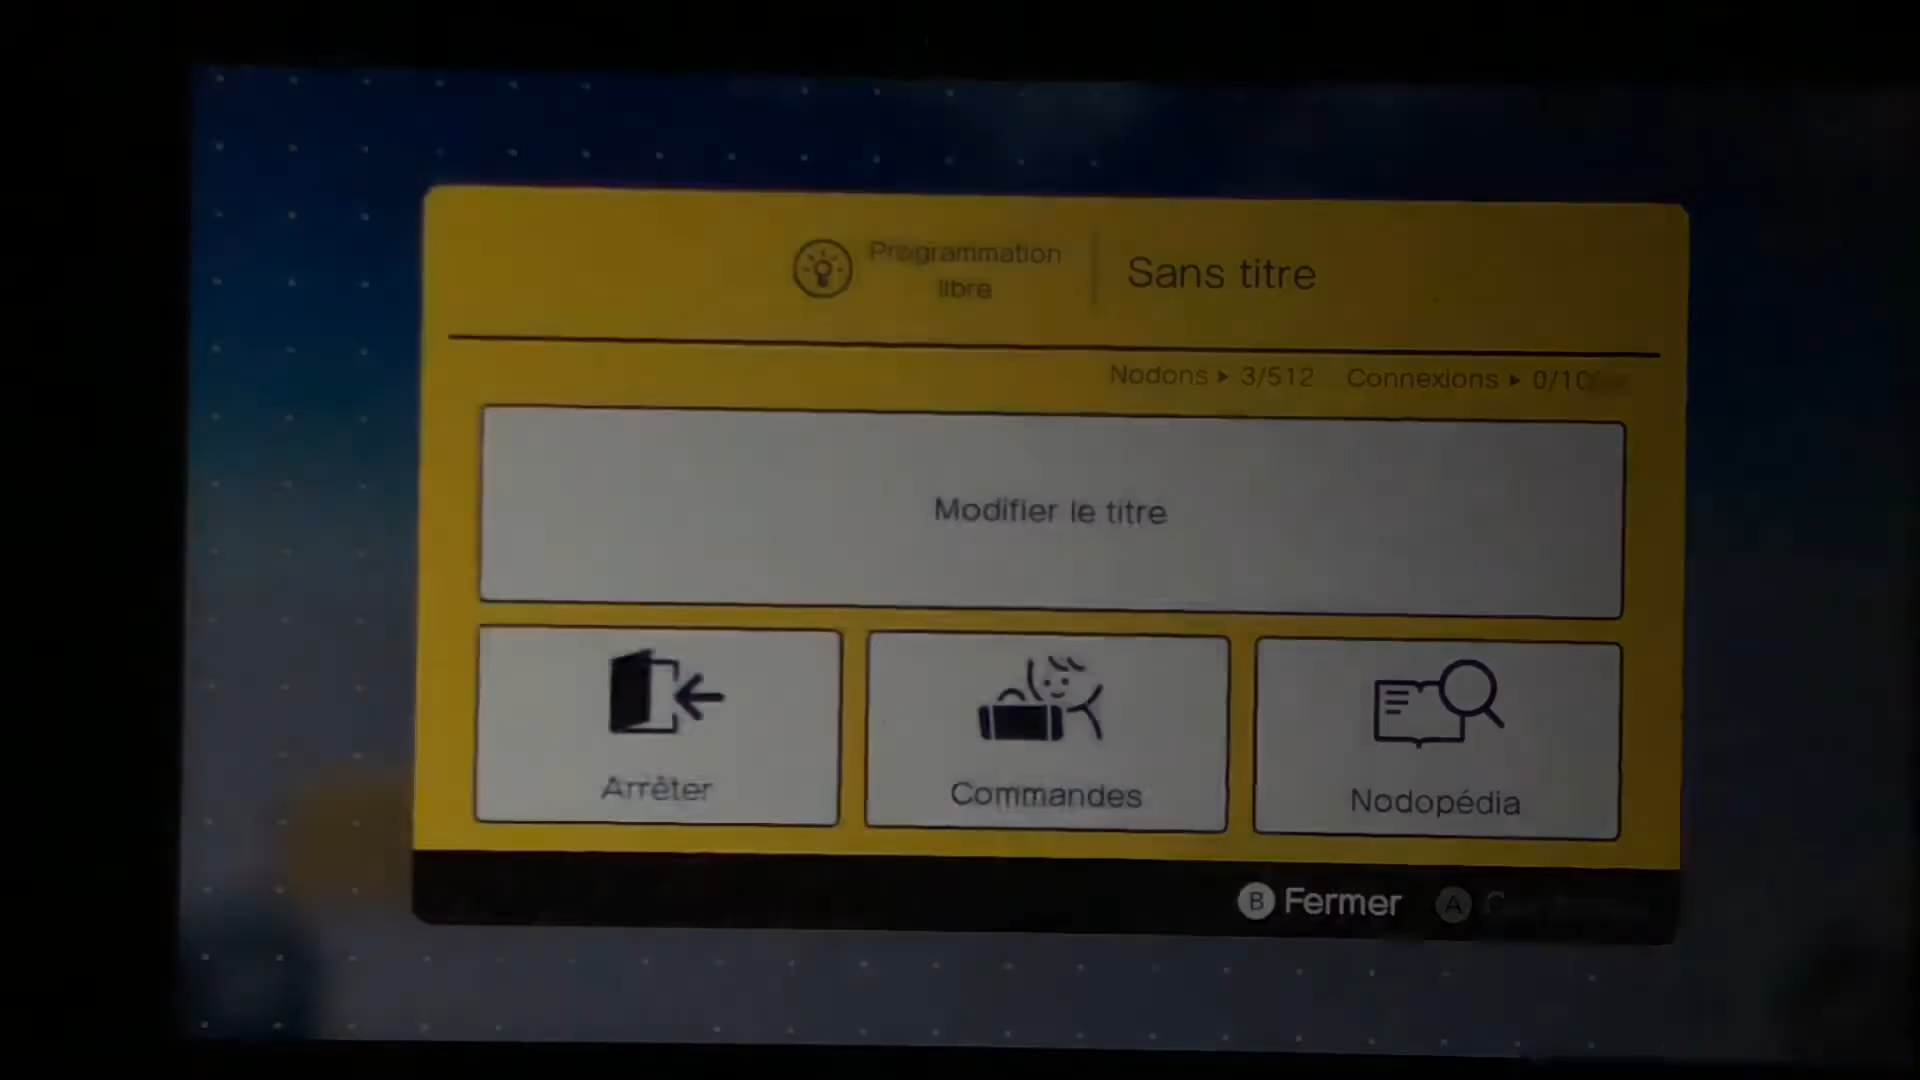 Programmation
libre
Sans titre
Nodons ▸ 3/512 Connexions ▸ 0/10
Modifier le titre
Arrêter
Commandes
Nodopédia
B Fermer A